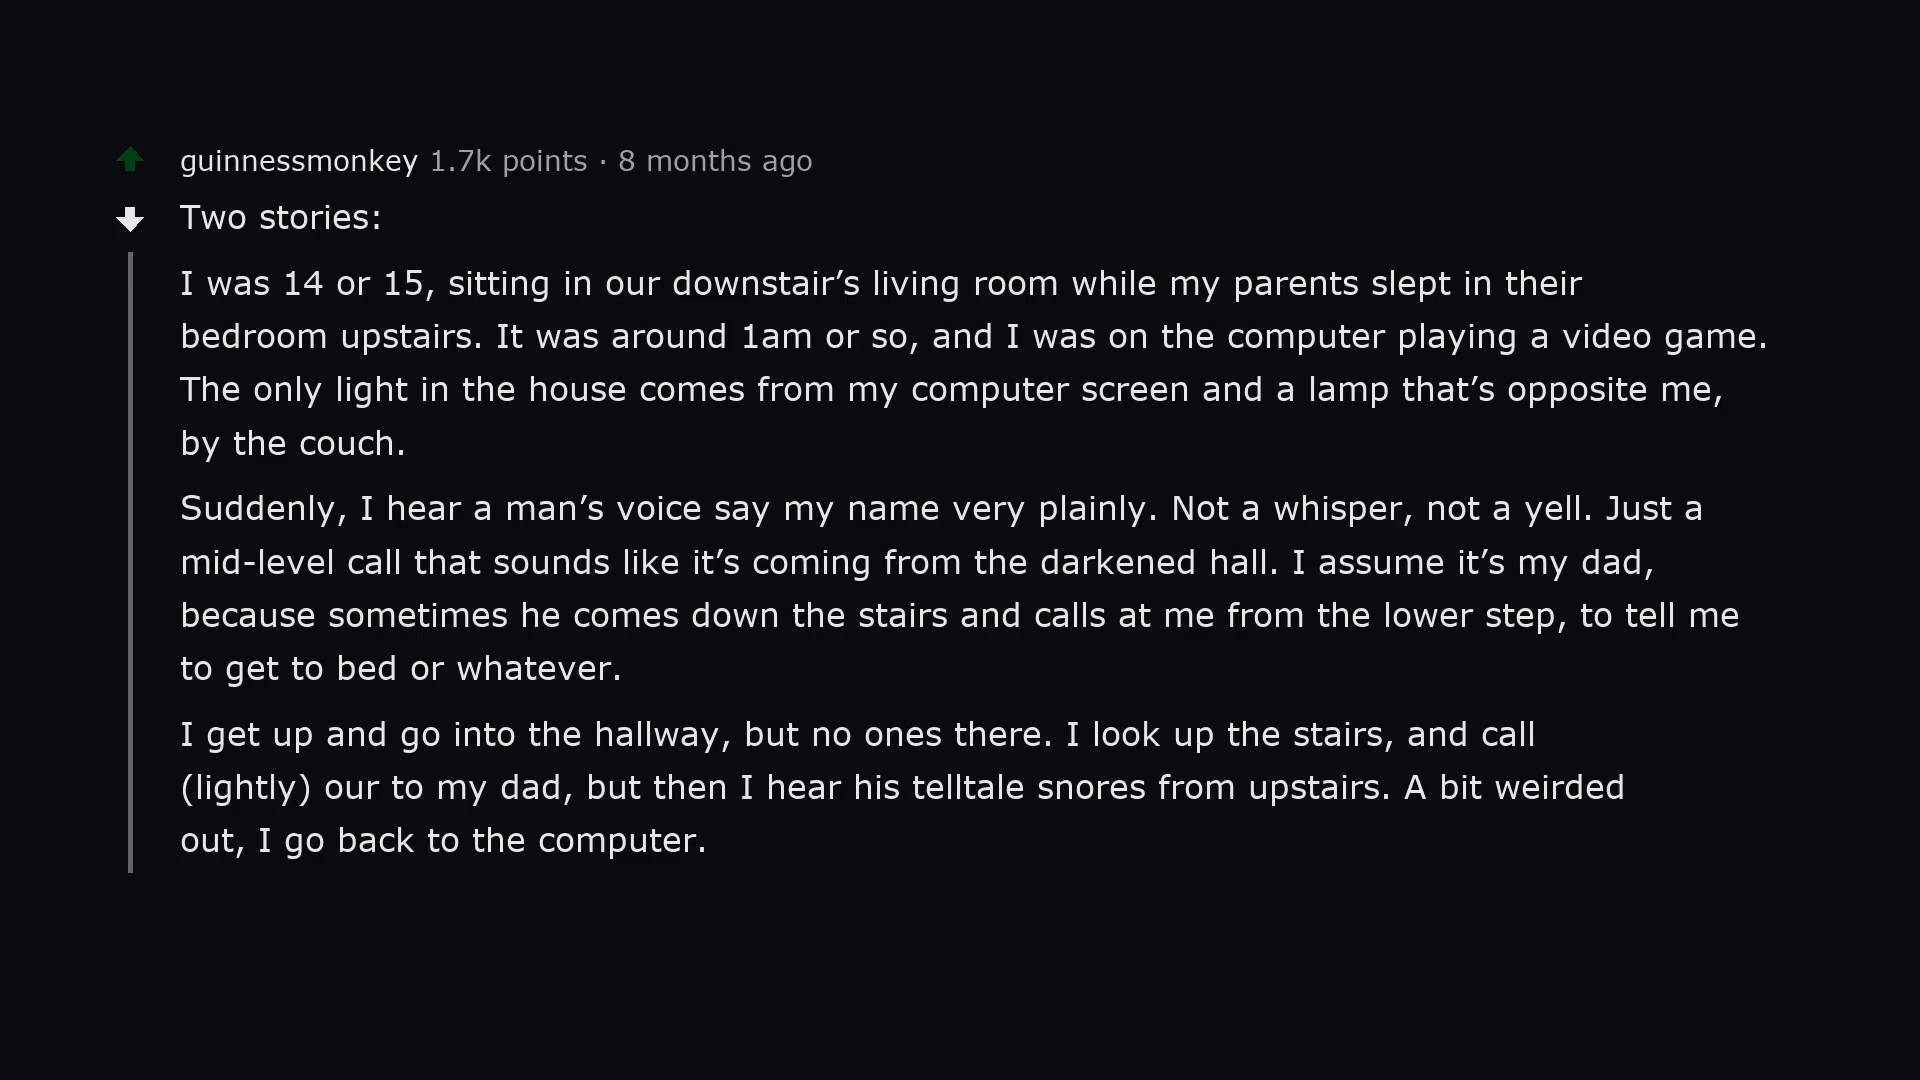 guinnessmonkey 1.7k points · 8 months ago
Two stories:
I was 14 or 15, sitting in our downstair’s living room while my parents slept in their
bedroom upstairs. It was around 1am or so, and I was on the computer playing a video game.
The only light in the house comes from my computer screen and a lamp that’s opposite me,
by the couch.
Suddenly, I hear a man’s voice say my name very plainly. Not a whisper, not a yell. Just a
mid-level call that sounds like it’s coming from the darkened hall. I assume it’s my dad,
because sometimes he comes down the stairs and calls at me from the lower step, to tell me
to get to bed or whatever.
I get up and go into the hallway, but no ones there. I look up the stairs, and call
(lightly) our to my dad, but then I hear his telltale snores from upstairs. A bit weirded
out, I go back to the computer.